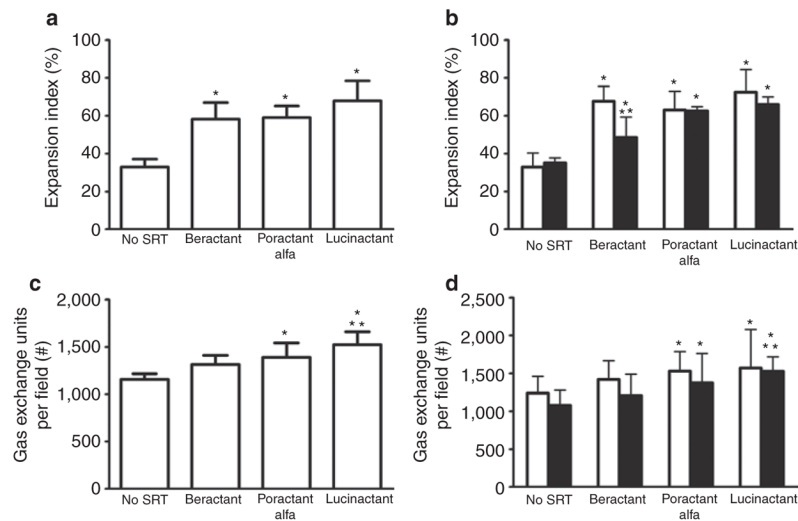 a
Expansion index (%)
100
80
60
40
20
0
*
*
*
No SRT
Beractant
Poractant
alfa
Lucinactant
b
Expansion index (%)
100
80
60
40
20
0
*
*
**
*
*
*
*
No SRT
Beractant
Poractant
alfa
Lucinactant
c
Gas exchange units
per field (#)
2,000
1,500
1,000
500
0
*
*
**
No SRT
Beractant
Poractant
alfa
Lucinactant
d
Gas exchange units
per field (#)
2,500
2,000
1,500
1,000
500
0
*
*
*
*
**
No SRT
Beractant
Poractant
alfa
Lucinactant